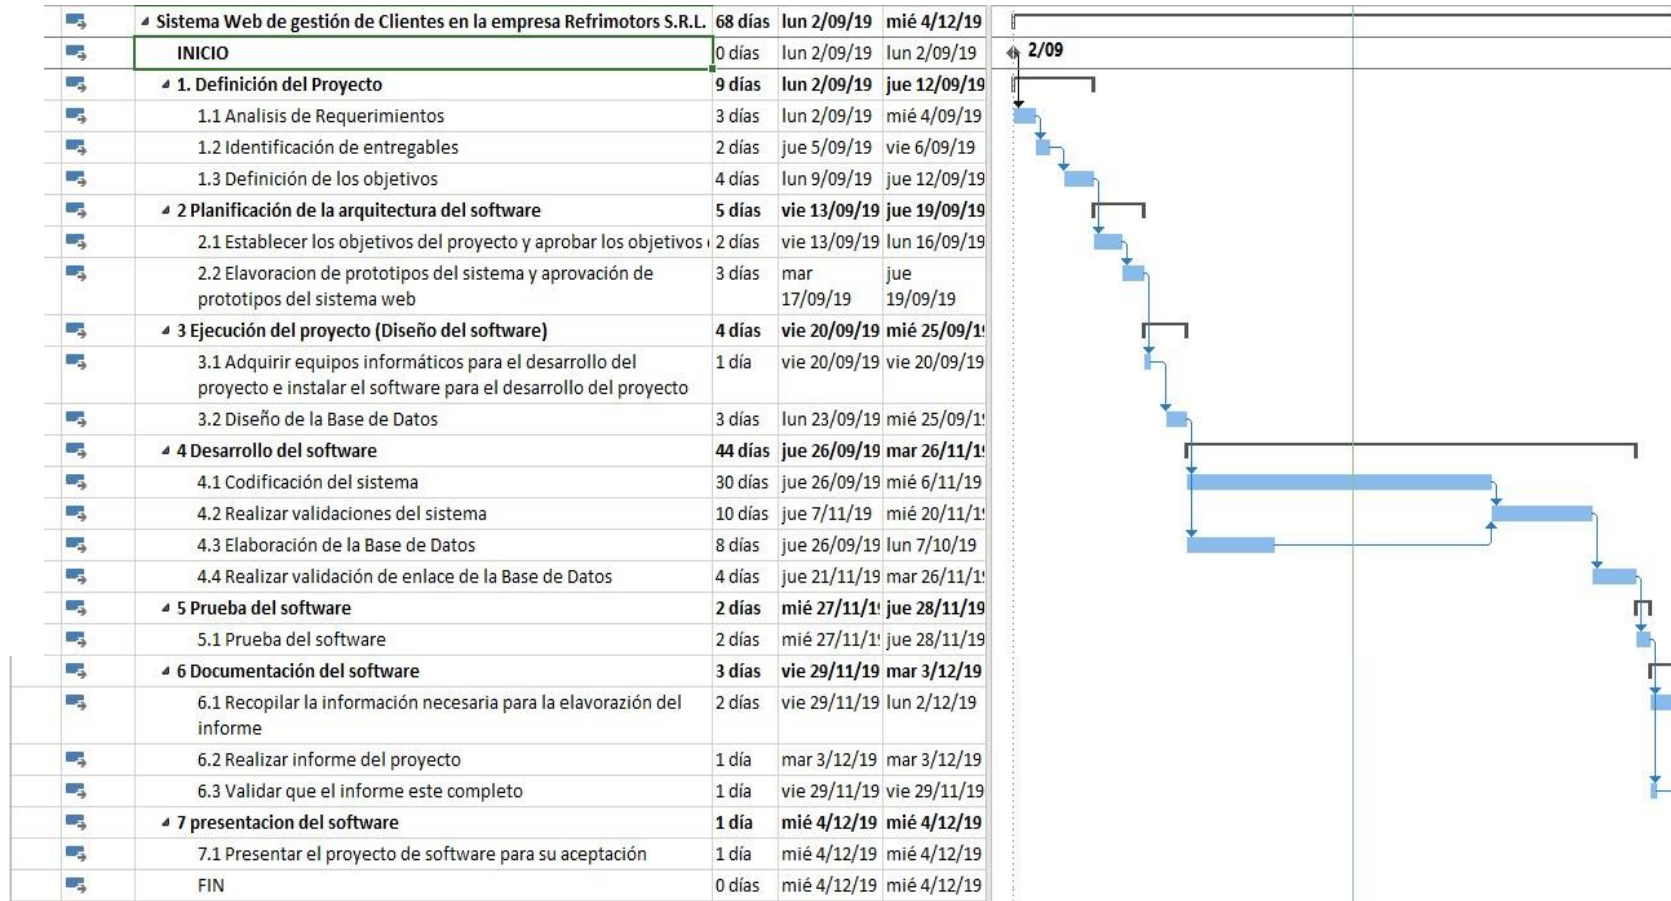 Sistema Web de gestión de Clientes en la empresa Refrimotors S.R.L. 68 días lun 2/09/19 mié 4/12/19
INICIO 0 días lun 2/09/19 lun 2/09/19 2/09
1. Definición del Proyecto 9 días lun 2/09/19 jue 12/09/19
1.1 Analisis de Requerimientos 3 días lun 2/09/19 mié 4/09/19
1.2 Identificación de entregables 2 días jue 5/09/19 vie 6/09/19
1.3 Definición de los objetivos 4 días lun 9/09/19 jue 12/09/19
2 Planificación de la arquitectura del software 5 días vie 13/09/19 jue 19/09/19
2.1 Establecer los objetivos del proyecto y aprobar los objetivos 2 días vie 13/09/19 lun 16/09/19
2.2 Elavoracion de prototipos del sistema y aprovación de 3 días mar jue
prototipos del sistema web 17/09/19 19/09/19
3 Ejecución del proyecto (Diseño del software) 4 días vie 20/09/19 mié 25/09/1
3.1 Adquirir equipos informáticos para el desarrollo del 1 día vie 20/09/19 vie 20/09/19
proyecto e instalar el software para el desarrollo del proyecto
3.2 Diseño de la Base de Datos 3 días lun 23/09/19 mié 25/09/1
4 Desarrollo del software 44 días jue 26/09/19 mar 26/11/1
4.1 Codificación del sistema 30 días jue 26/09/19 mié 6/11/19
4.2 Realizar validaciones del sistema 10 días jue 7/11/19 mié 20/11/1
4.3 Elaboración de la Base de Datos 8 días jue 26/09/19 lun 7/10/19
4.4 Realizar validación de enlace de la Base de Datos 4 días jue 21/11/19 mar 26/11/1
5 Prueba del software 2 días mié 27/11/1 jue 28/11/19
5.1 Prueba del software 2 días mié 27/11/1 jue 28/11/19
6 Documentación del software 3 días vie 29/11/19 mar 3/12/19
6.1 Recopilar la información necesaria para la elavorazión del 2 días vie 29/11/19 lun 2/12/19
informe
6.2 Realizar informe del proyecto 1 día mar 3/12/19 mar 3/12/19
6.3 Validar que el informe este completo 1 día vie 29/11/19 vie 29/11/19
7 presentacion del software 1 día mié 4/12/19 mié 4/12/19
7.1 Presentar el proyecto de software para su aceptación 1 día mié 4/12/19 mié 4/12/19
FIN 0 días mié 4/12/19 mié 4/12/19